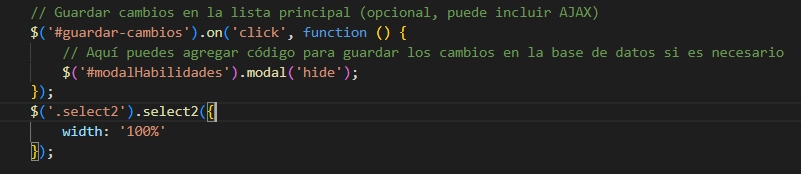 // Guardar cambios en la lista principal (opcional, puede incluir AJAX)
$('#guardar-cambios').on('click', function () {
// Aquí puedes agregar código para guardar los cambios en la base de datos si es necesario
$('#modalHabilidades').modal('hide');
});
$('.select2').select2({
width: '100%'
});